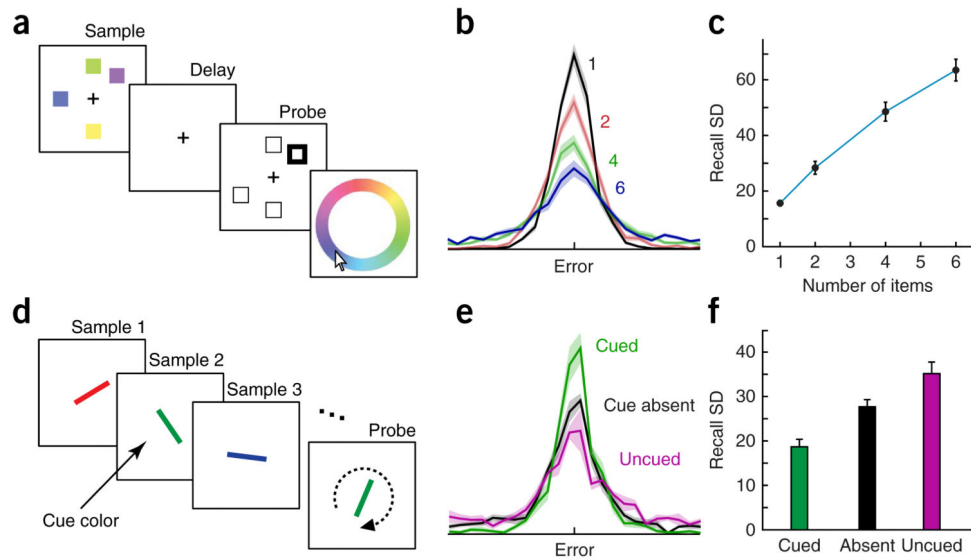 a
Sample
Delay
Probe
b
1
2
4
6
Error
c
Recall SD
60
40
20
0
1 2 3 4 5 6
Number of items
d
Sample 1
Sample 2
Sample 3
...
Probe
Cue color
e
Cued
Cue absent
Uncued
Error
f
Recall SD
40
30
20
10
0
Cued Absent Uncued